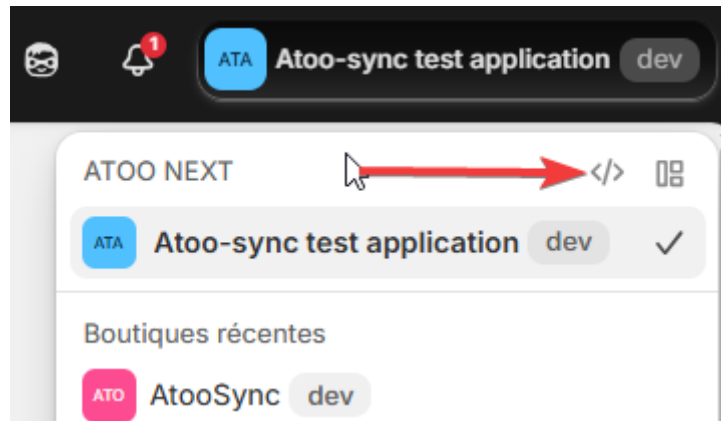 1
ATA Atoo-sync test application dev
ATOO NEXT </>
ATA Atoo-sync test application dev
Boutiques récentes
ATO AtooSync dev